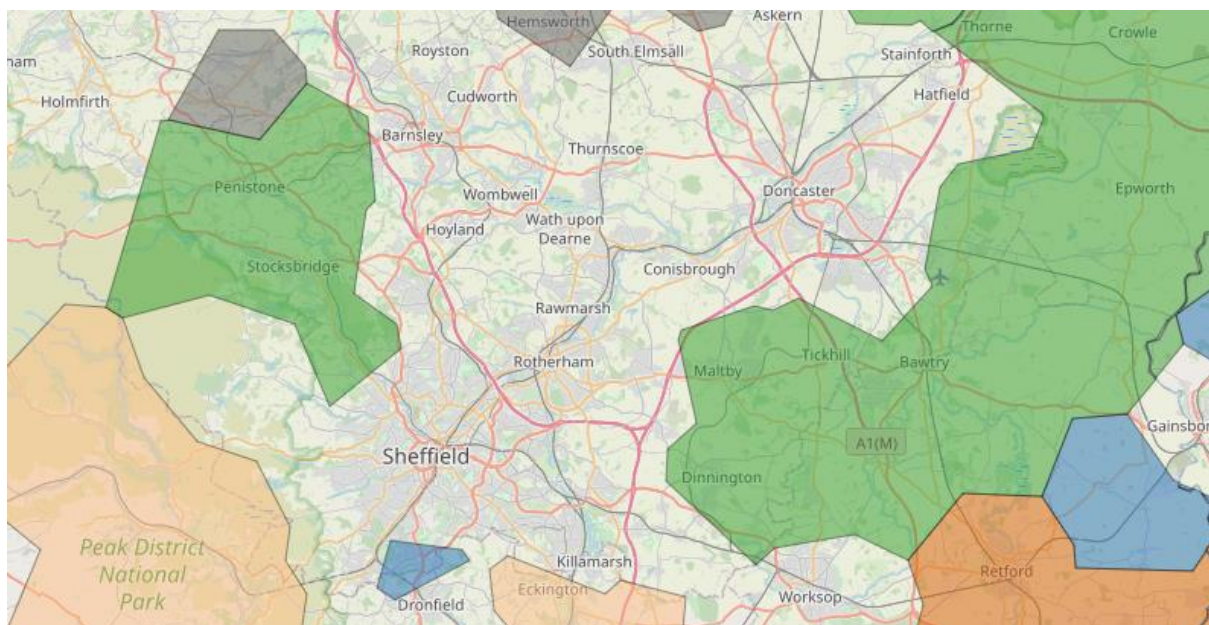 Hemsworth
Askern
Thorne
Crowle
Royston
South Elmsall
Stainforth
ham
Holmfirth
Cudworth
Hatfield
Barnsley
Thurnscoe
Penistone
Wombwell
Doncaster
Epworth
Hoyland
Wath upon
Dearne
Stocksbridge
Conisbrough
Rawmarsh
Rotherham
Maltby
Tickhill
Bawtry
Gainsbor
Sheffield
A1(M)
Dinnington
Peak District
National
Park
Killamarsh
Eckington
Retford
Dronfield
Worksop